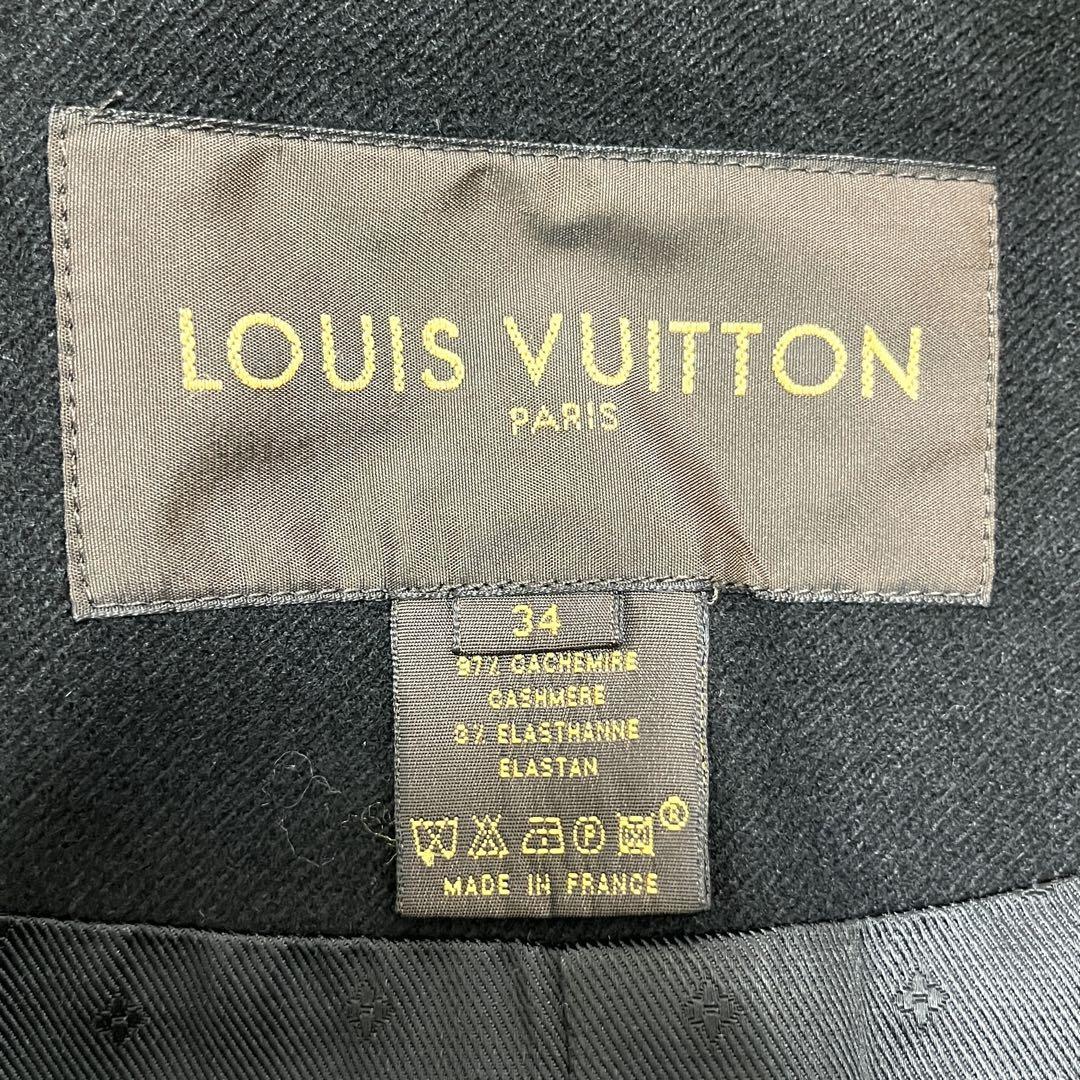 LOUIS VUITTON
PARIS
34
97% CACHEMIRE
CASHMERE
3% ELASTHANNE
ELASTAN
P ®
MADE IN FRANCE